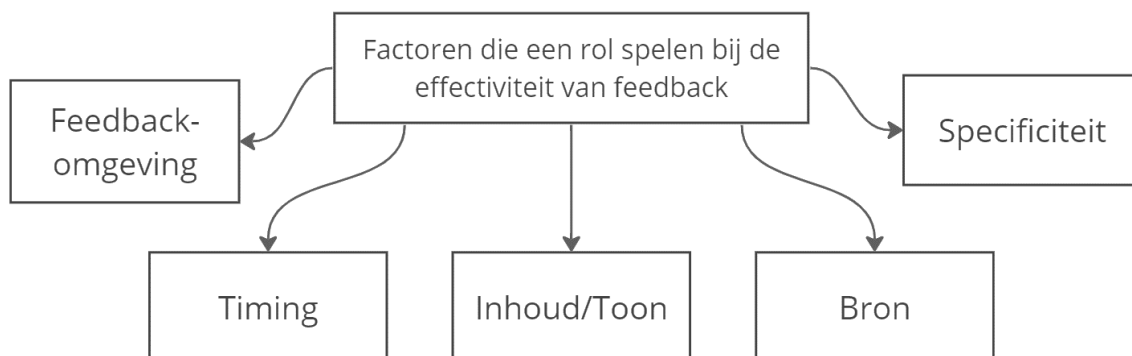 Factoren die een rol spelen bij de
effectiviteit van feedback
Feedback-
omgeving
Specificiteit
Timing
Inhoud/Toon
Bron